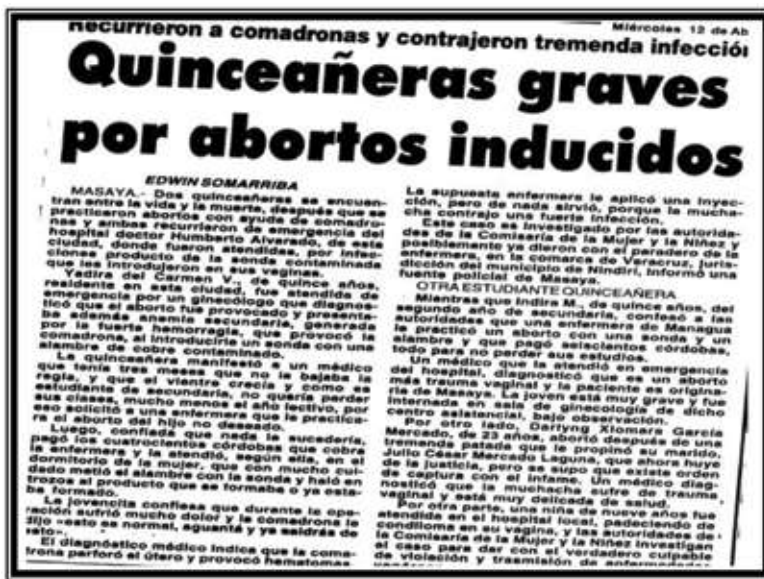 Miércoles 12 de Ab
Recurrieron a comadronas y contrajeron tremenda infección
Quinceañeras graves
por abortos inducidos
EDWIN SOMARRIBA
MASAYA.- Dos quinceañeras se encuen-
tran entre la vida y la muerte, después que se
practicaron abortos con ayuda de comadro-
nas y ambas recurrieron de emergencia del
hospital doctor Humberto Alvarado, de esta
ciudad, donde fueron atendidas, por infec-
ciones producto de la sonda contaminada
que les introdujeron en sus vaginas.
Yadira del Carmen V., de quince años,
residente en esta ciudad, fue atendida de
emergencia por un ginecólogo que diagnos-
ticó que el aborto fue provocado y presenta-
ba además anemia secundaria, generada
por la fuerte hemorragia, que provocó la
comadrona, al introducirle un sonda con una
alambre de cobre contaminado.
La quinceañera manifestó a un médico
que tenía tres meses que no le bajaba la
regla, y que el vientre crecía y como es
estudiante de secundaria, no quería perder
sus clases, mucho menos el año lectivo, por
eso solicitó a una enfermera que le practica-
ra el aborto del hijo no deseado.
Luego, confiada que nada le sucedería,
pagó los cuatrocientos córdobas que cobra
la enfermera y la atendió, según ella, en el
dormitorio de la mujer, que con mucho cui-
dado metió el alambre con la sonda y haló en
trozos al producto que se formaba o ya esta-
ba formado.
La jovencita confiesa que durante la ope-
ración sufrió mucho dolor y la comadrona le
dijo «esto es normal, aguantá y ya saldrás de
esto».
El diagnóstico médico indica que la coma-
drona perforó el útero y provocó hematomas
La supuesta enfermera le aplicó una inyec-
ción, pero de nada sirvió, porque la mucha-
cha contrajo una fuerte infección.
Este caso es investigado por las autorida-
des de la Comisaría de la Mujer y la Niñez y
posiblemente ya dieron con el paradero de la
enfermera, en la comarca de Veracruz, juris-
dicción del municipio de Nindirí, informó una
fuente policial de Masaya.
OTRA ESTUDIANTE QUINCEAÑERA
Mientras que Indira M., de quince años, del
segundo año de secundaria, confesó a las
autoridades que una enfermera de Managua
le practicó un aborto con una sonda y un
alambre y que pagó setecientos córdobas,
todo para no perder sus estudios.
Un médico que la atendió en emergencia
del hospital, diagnosticó que es un aborto
más trauma vaginal y la paciente es origina-
ria de Masaya. La joven está muy grave y fue
internada en sala de ginecología de dicho
centro asistencial, bajo observación.
Por otro lado, Darlyng Xiomara García
Mercado, de 23 años, abortó después de una
tremenda patada que le propinó su marido,
Julio César Mercado Laguna, que ahora huye
de la justicia, pero se supo que existe orden
de captura con el infame. Un médico diag-
nosticó que la muchacha sufre de trauma
vaginal y está muy delicada de salud.
Por otra parte, una niña de nueve años fue
atendida en el hospital local, padeciendo de
condiloma en su vagina, y las autoridades de
la Comisaría de la Mujer y la Niñez investigan
el caso para dar con el verdadero culpable
de violación y trasmisión de enfermedades